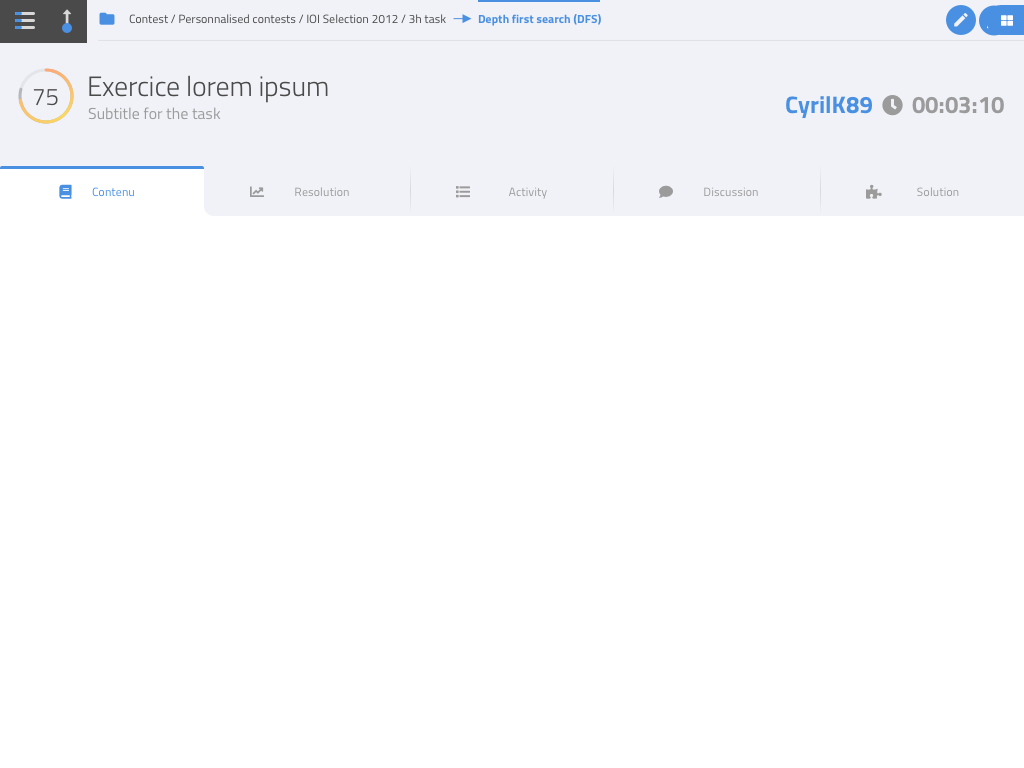 Contest / Personnalised contests / IOI Selection 2012 / 3h task Depth first search (DFS)
75
Exercice lorem ipsum
Subtitle for the task
CyrilK89 00:03:10
Contenu Resolution Activity Discussion Solution